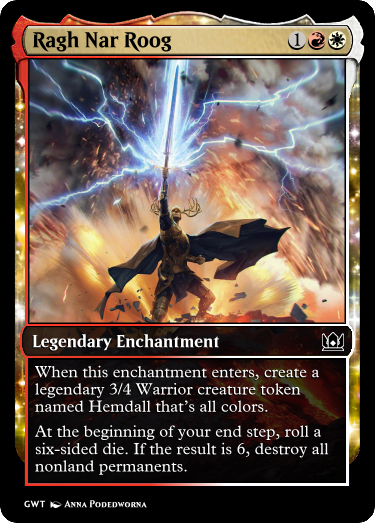 Ragh Nar Roog 1
Legendary Enchantment
When this enchantment enters, create a
legendary 3/4 Warrior creature token
named Hemdall that's all colors.
At the beginning of your end step, roll a
six-sided die. If the result is 6, destroy all
nonland permanents.
GWT Anna Podedworna